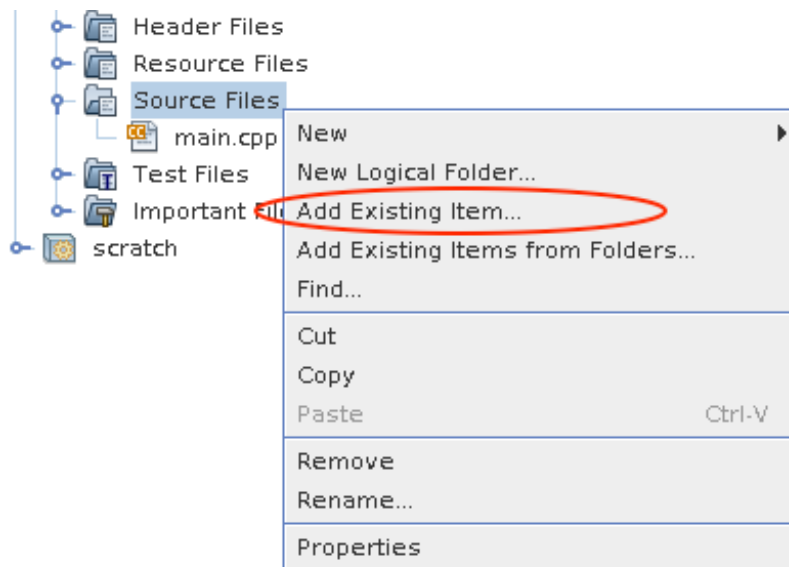 Header Files
Resource Files
Source Files
main.cpp
Test Files
Important Fil
scratch
New
New Logical Folder...
Add Existing Item...
Add Existing Items from Folders...
Find...
Cut
Copy
Paste Ctrl-V
Remove
Rename...
Properties